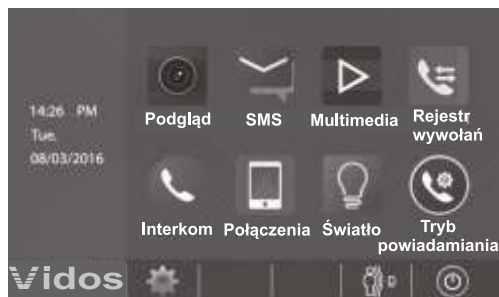 14:26 PM
Tue.
08/03/2016
Podgląd
SMS
Multimedia
Rejestr
wywołań
Interkom
Połączenia
Światło
Tryb
powiadamiania
Vidos